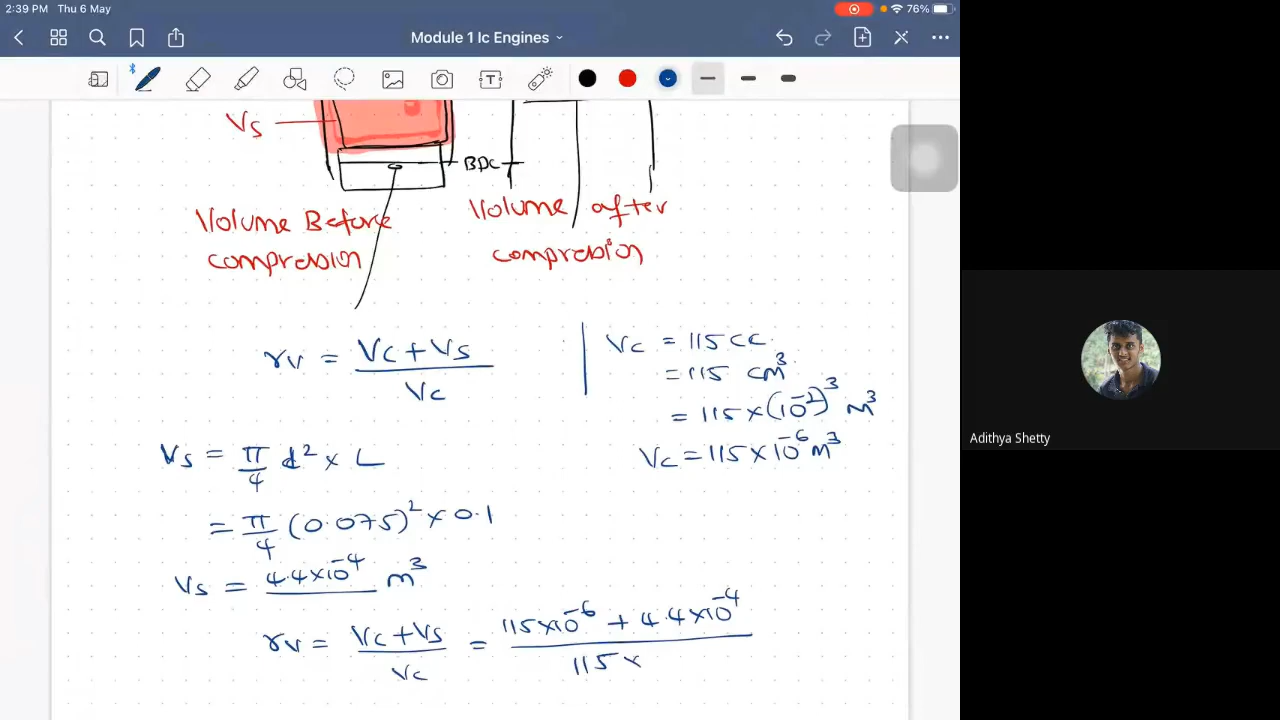 2:39 PM Thu 6 May
76%
Module 1 Ic Engines
Vs
BDC
Volume Before
compression
Volume after
compression
rv = Vc + Vs / Vc
Vc = 115 cc
= 115 cm³
= 115 × (10⁻²)³ m³
Vc = 115 × 10⁻⁶ m³
Vs = π/4 d² × L
= π/4 (0.075)² × 0.1
Vs = 4.4×10⁻⁴ m³
rv = Vc + Vs / Vc = 115×10⁻⁶ + 4.4×10⁻⁴ / 115×
Adithya Shetty